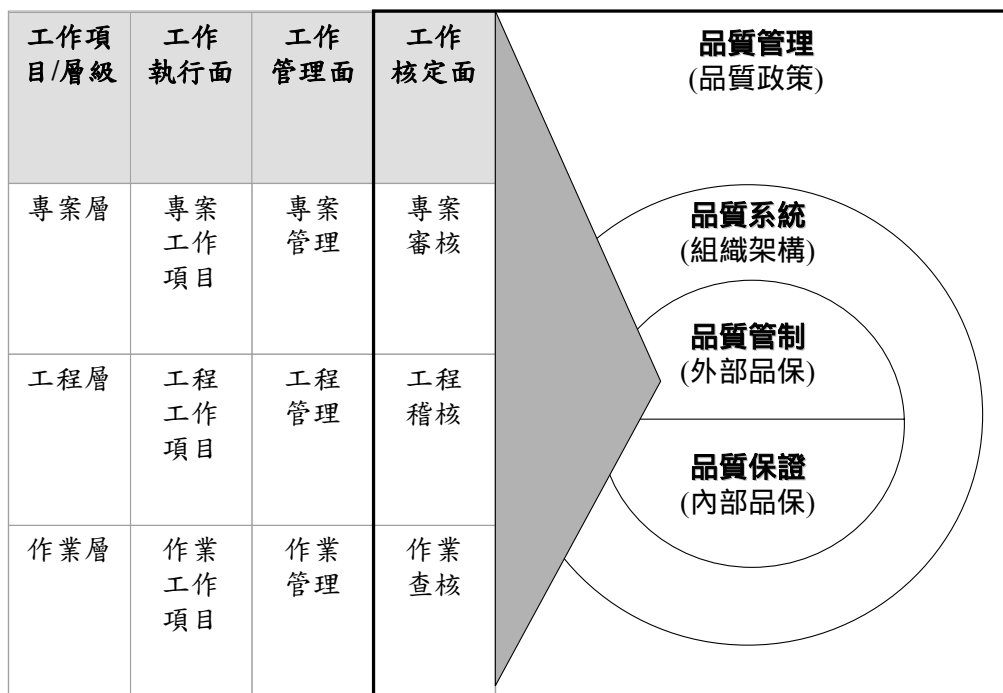 工作項
目/層級
工作
執行面
工作
管理面
工作
核定面
品質管理
(品質政策)
專案層
專案
工作
項目
專案
管理
專案
審核
品質系統
(組織架構)
品質管制
(外部品保)
工程層
工程
工作
項目
工程
管理
工程
稽核
品質保證
(內部品保)
作業層
作業
工作
項目
作業
管理
作業
查核